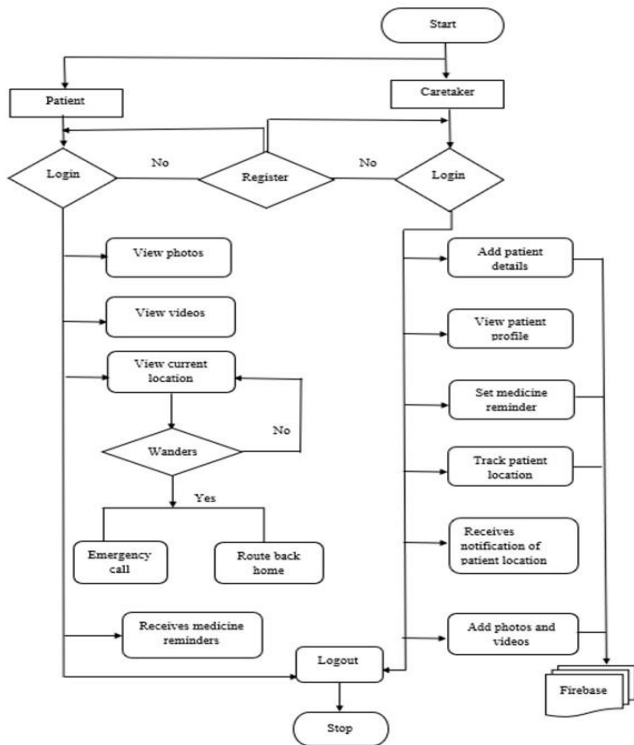 Start
Patient
Caretaker
Login
No
Register
No
Login
View photos
Add patient
details
View videos
View patient
profile
View current
location
Set medicine
reminder
No
Wanders
Track patient
location
Yes
Emergency
call
Route back
home
Receives
notification of
patient location
Receives medicine
reminders
Add photos and
videos
Logout
Firebase
Stop